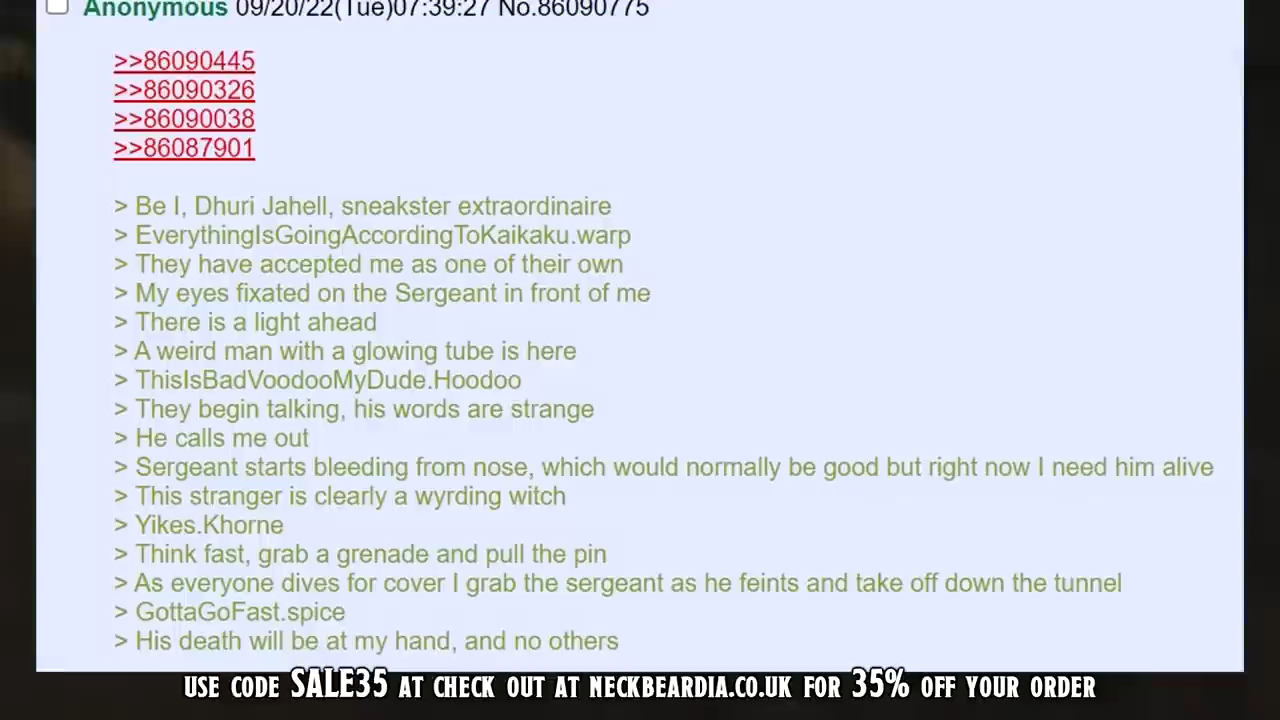 Anonymous 09/20/22(Tue)07:39:27 No.86090775
>>86090445
>>86090326
>>86090038
>>86087901
> Be I, Dhuri Jahell, sneakster extraordinaire
> EverythingIsGoingAccordingToKaikaku.warp
> They have accepted me as one of their own
> My eyes fixated on the Sergeant in front of me
> There is a light ahead
> A weird man with a glowing tube is here
> ThisIsBadVoodooMyDude.Hoodoo
> They begin talking, his words are strange
> He calls me out
> Sergeant starts bleeding from nose, which would normally be good but right now I need him alive
> This stranger is clearly a wyrding witch
> Yikes.Khorne
> Think fast, grab a grenade and pull the pin
> As everyone dives for cover I grab the sergeant as he feints and take off down the tunnel
> GottaGoFast.spice
> His death will be at my hand, and no others
USE CODE SALE35 AT CHECK OUT AT NECKBEARDIA.CO.UK FOR 35% OFF YOUR ORDER